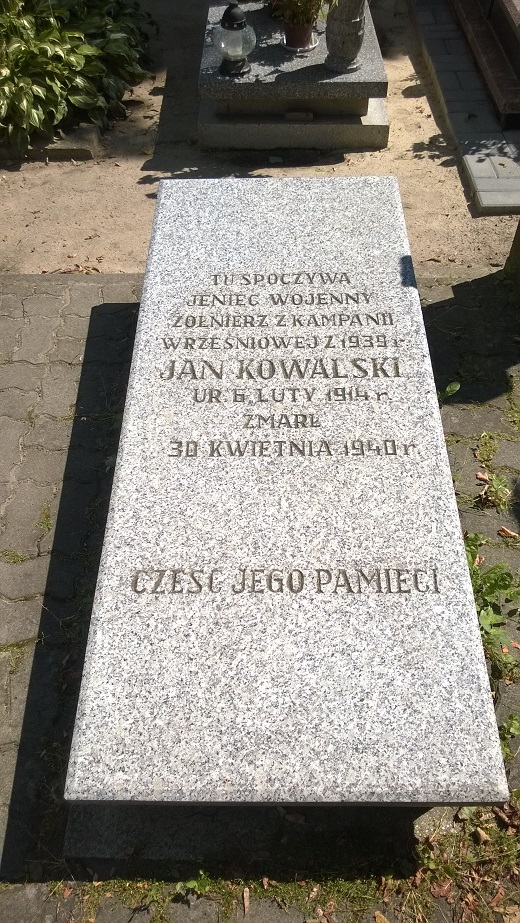 TU SPOCZYWA
JENIEC WOJENNY
ŻOŁNIERZ Z KAMPANII
WRZEŚNIOWEJ Z 1939 r.
JAN KOWALSKI
UR. 6 LUTY 1914 r.
ZMARŁ
30 KWIETNIA 1940 r.
CZEŚĆ JEGO PAMIĘCI